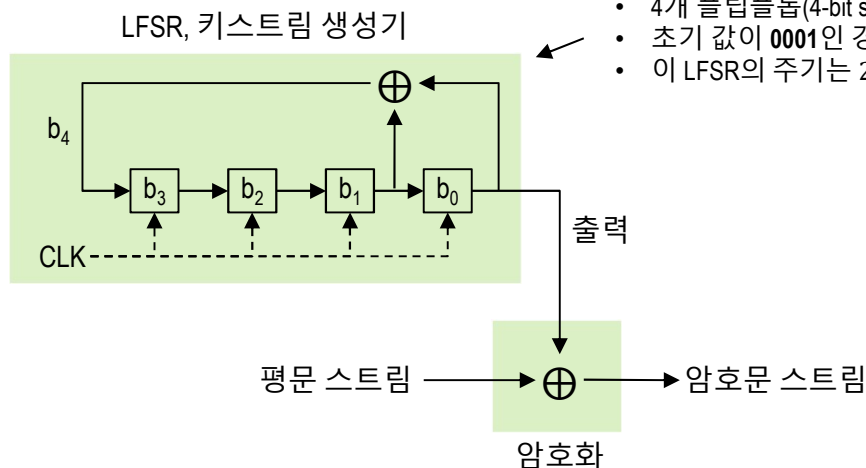 • 4개 플립플롭(4-bit
• 초기 값이 0001인
• 이 LFSR의 주기는
LFSR, 키스트림 생성기
b4
b3 b2 b1 b0
CLK
출력
평문 스트림
암호문 스트림
암호화